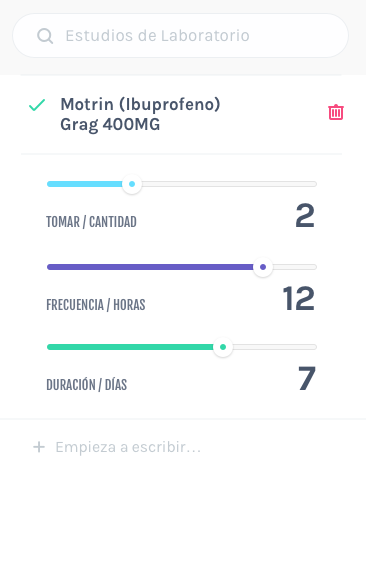 Estudios de Laboratorio
Motrin (Ibuprofeno)
Grag 400MG
TOMAR / CANTIDAD
2
FRECUENCIA / HORAS
12
DURACIÓN / DÍAS
7
Empieza a escribir...